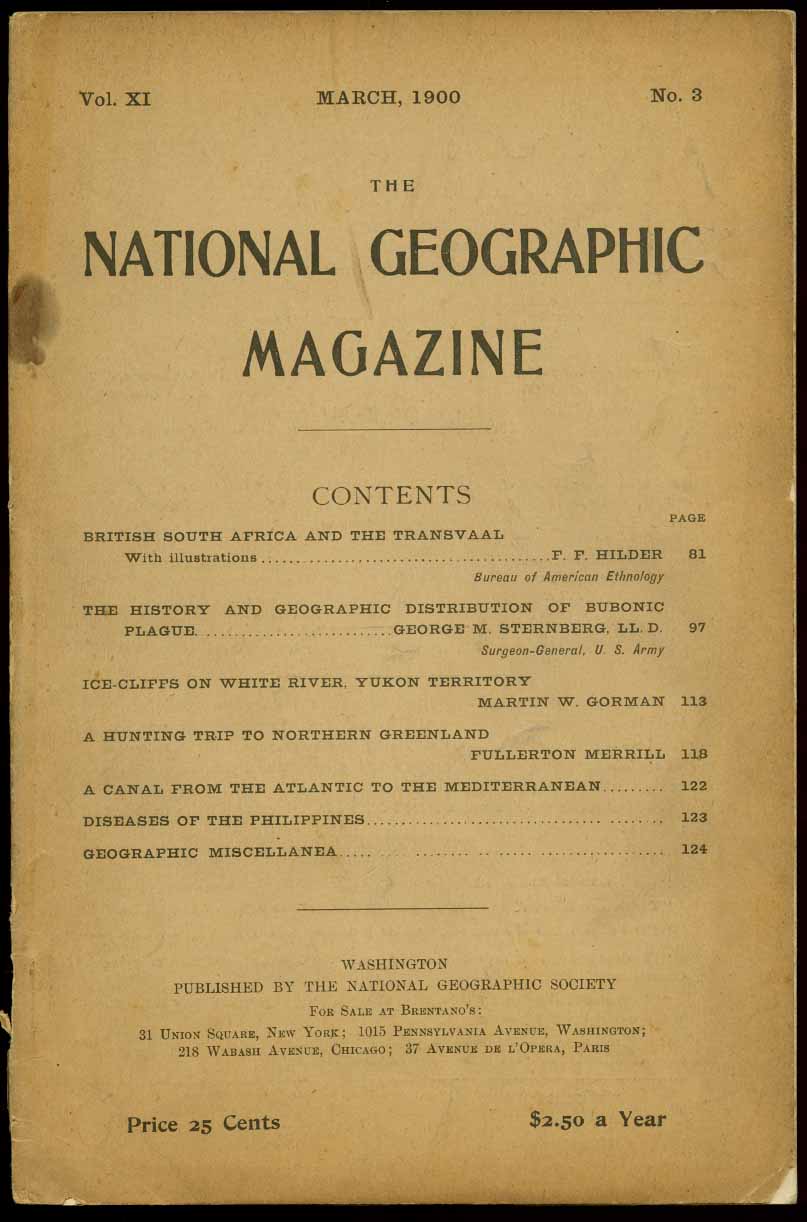 Vol. XI MARCH, 1900 No. 3
THE
NATIONAL GEOGRAPHIC
MAGAZINE
CONTENTS
PAGE
BRITISH SOUTH AFRICA AND THE TRANSVAAL
With illustrations ........................................ F. F. HILDER 81
Bureau of American Ethnology
THE HISTORY AND GEOGRAPHIC DISTRIBUTION OF BUBONIC
PLAGUE............................GEORGE M. STERNBERG, LL. D. 97
Surgeon-General, U. S. Army
ICE-CLIFFS ON WHITE RIVER, YUKON TERRITORY
MARTIN W. GORMAN 113
A HUNTING TRIP TO NORTHERN GREENLAND
FULLERTON MERRILL 118
A CANAL FROM THE ATLANTIC TO THE MEDITERRANEAN......... 122
DISEASES OF THE PHILIPPINES........................................ 123
GEOGRAPHIC MISCELLANEA........................................ 124
WASHINGTON
PUBLISHED BY THE NATIONAL GEOGRAPHIC SOCIETY
FOR SALE AT BRENTANO'S:
31 UNION SQUARE, NEW YORK; 1015 PENNSYLVANIA AVENUE, WASHINGTON;
218 WABASH AVENUE, CHICAGO; 37 AVENUE DE L'OPERA, PARIS
Price 25 Cents $2.50 a Year